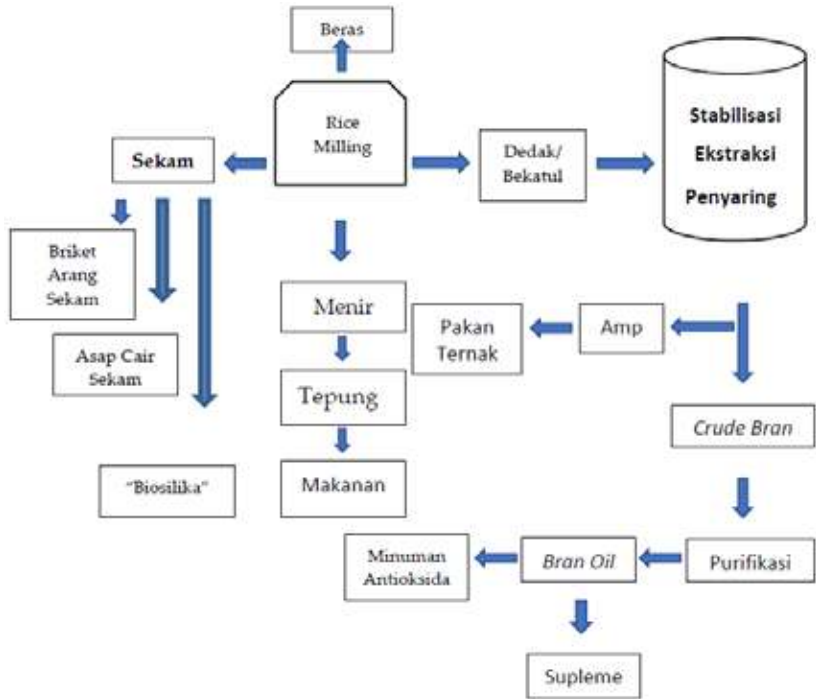 Beras
Rice
Milling
Stabilisasi
Ekstraksi
Penyaring
Sekam
Dedak/
Bekatul
Briket
Arang
Sekam
Menir
Pakan
Ternak
Amp
Asap Cair
Sekam
Tepung
Crude Bran
"Biosilika"
Makanan
Minuman
Antioksida
Bran Oil
Purifikasi
Supleme